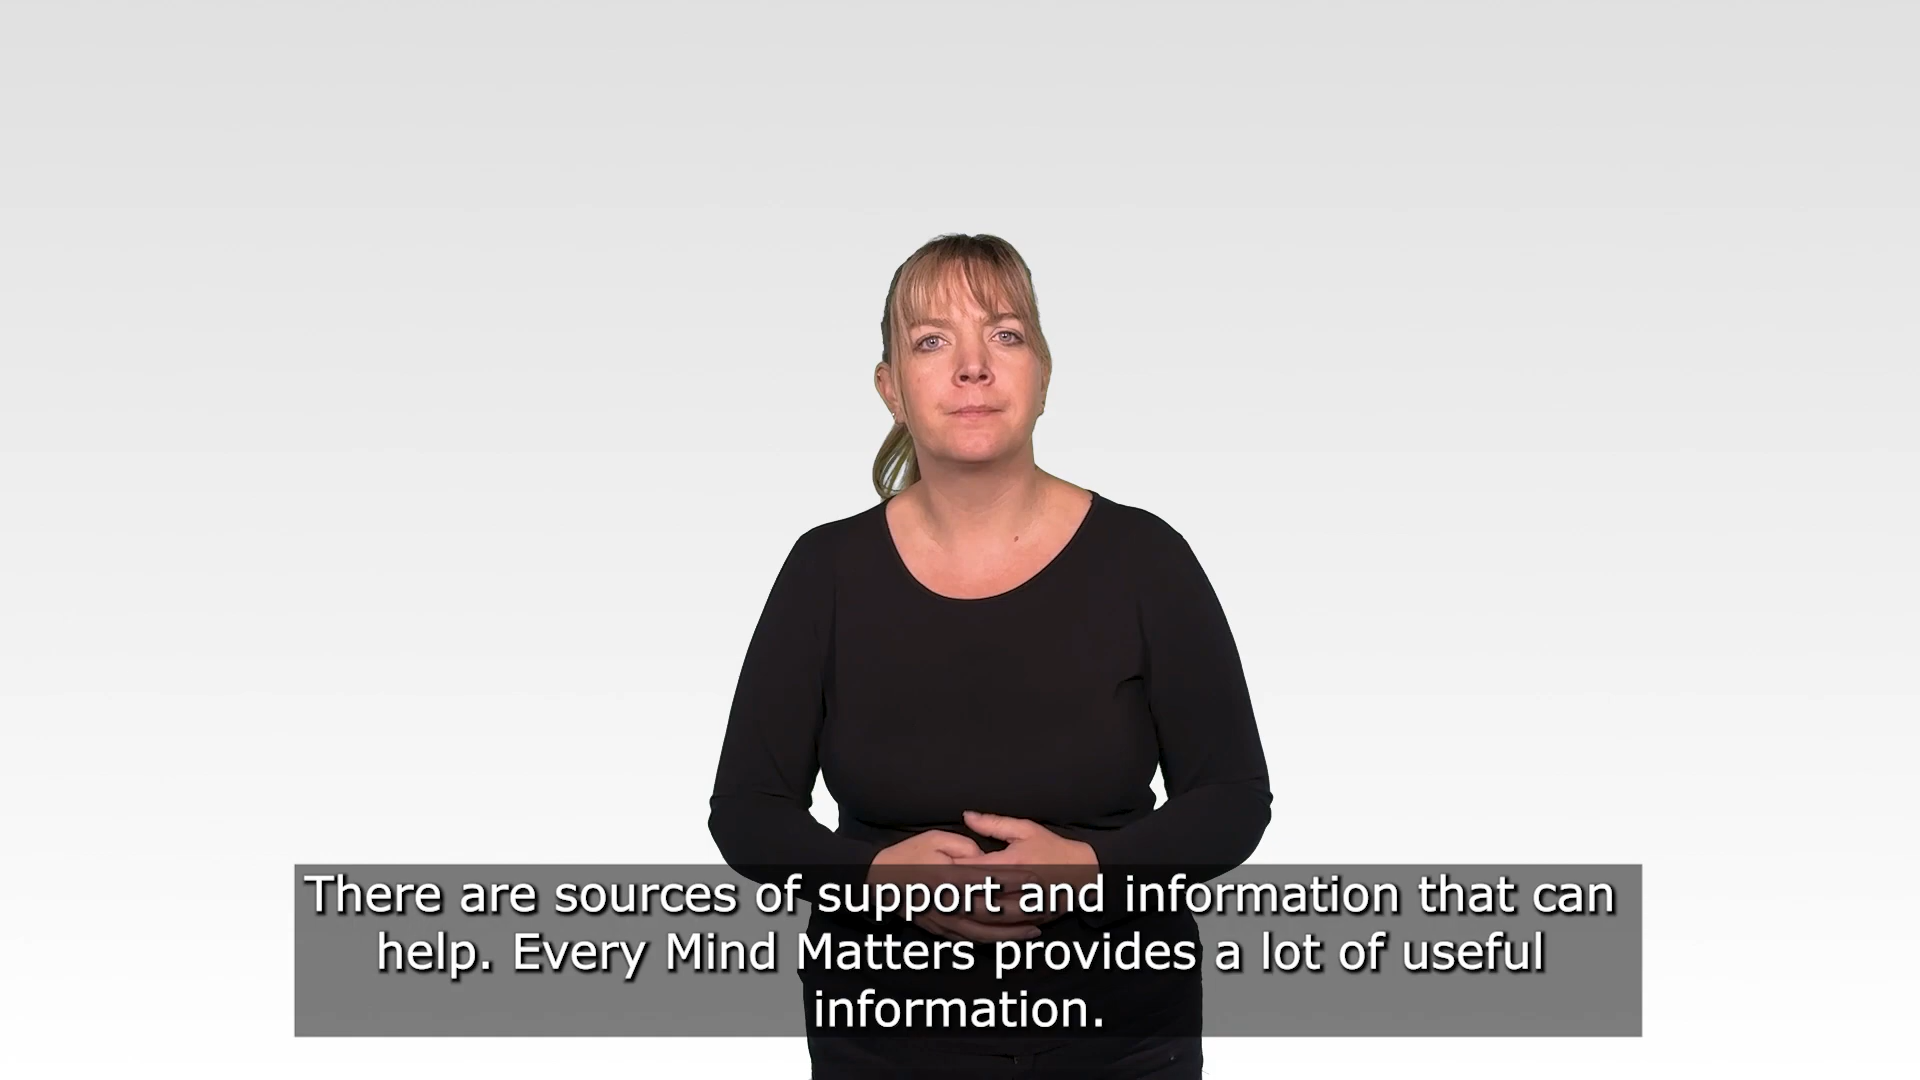 There are sources of support and information that can
help. Every Mind Matters provides a lot of useful
information.